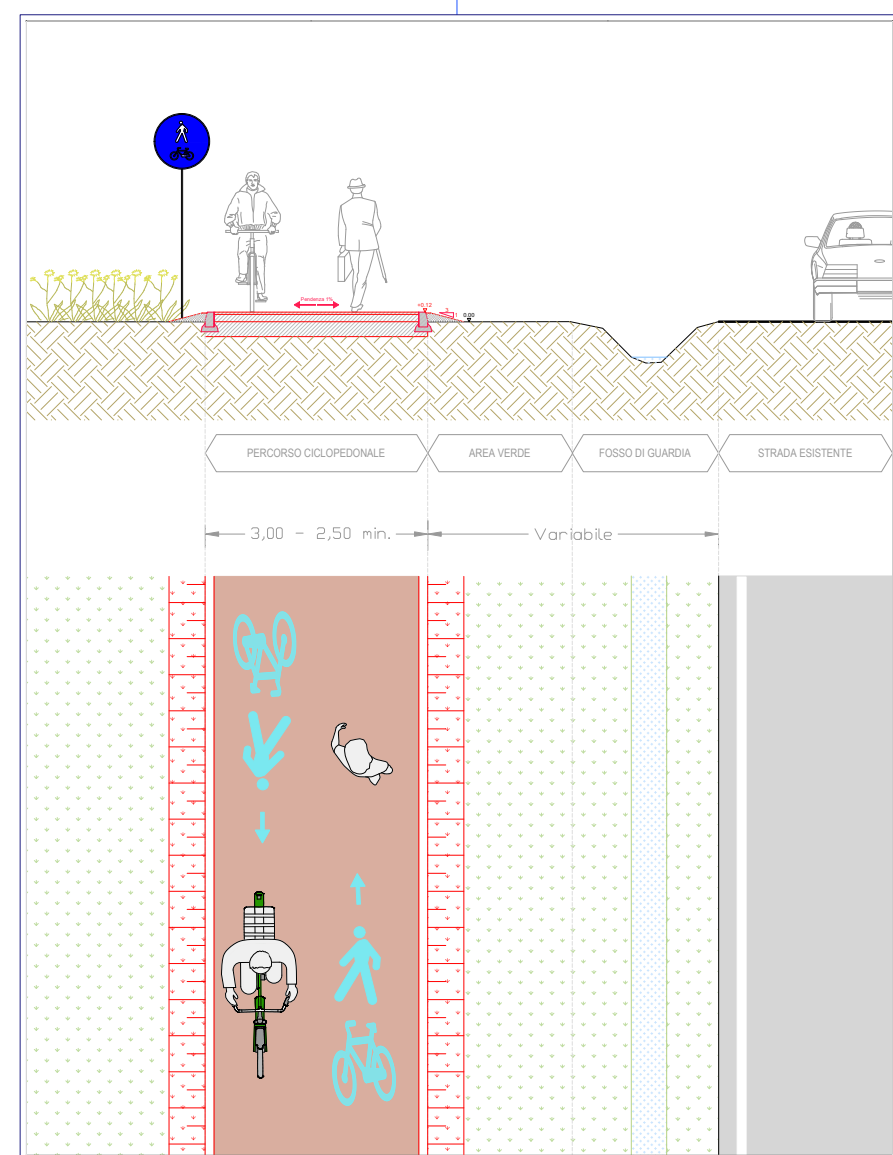 Pendenza 1%
+0,12
1
0.00
PERCORSO CICLOPEDONALE
AREA VERDE
FOSSO DI GUARDIA
STRADA ESISTENTE
3,00 - 2,50 min.
Variabile